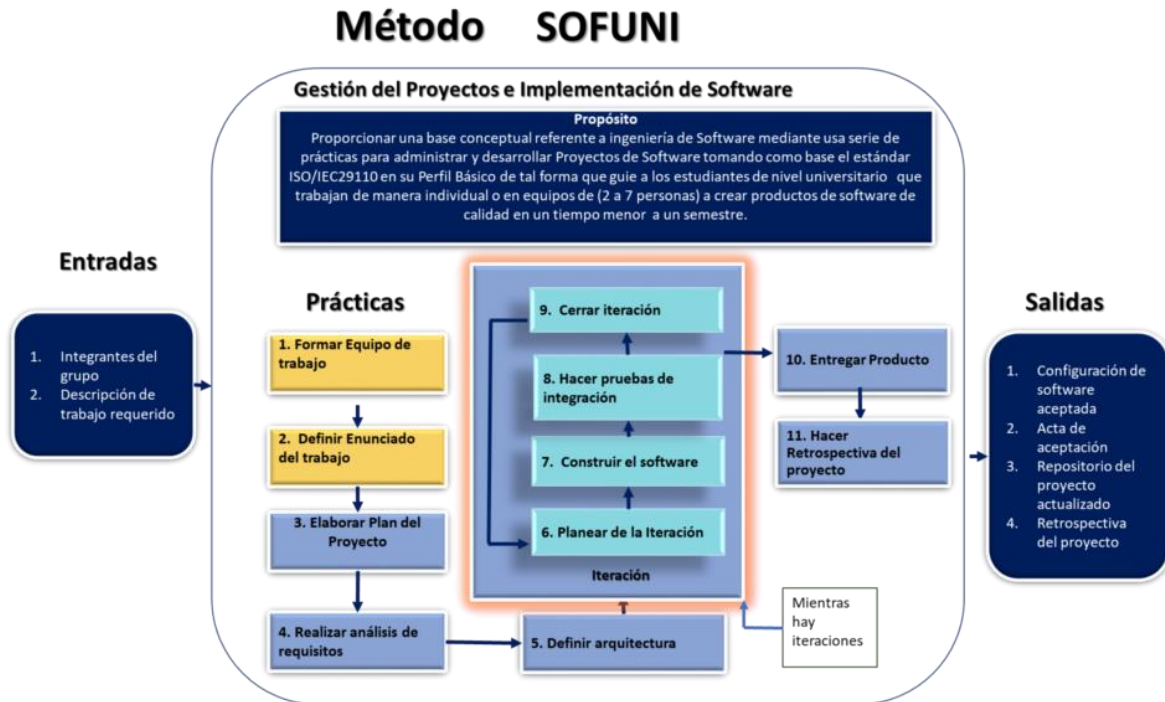 Método SOFUNI
Gestión del Proyectos e Implementación de Software
Propósito
Proporcionar una base conceptual referente a ingeniería de Software mediante usa serie de
prácticas para administrar y desarrollar Proyectos de Software tomando como base el estándar
ISO/IEC29110 en su Perfil Básico de tal forma que guie a los estudiantes de nivel universitario que
trabajan de manera individual o en equipos de (2 a 7 personas) a crear productos de software de
calidad en un tiempo menor a un semestre.
Entradas
1. Integrantes del
grupo
2. Descripción de
trabajo requerido
Prácticas
1. Formar Equipo de
trabajo
2. Definir Enunciado
del trabajo
3. Elaborar Plan del
Proyecto
4. Realizar análisis de
requisitos
5. Definir arquitectura
9. Cerrar iteración
8. Hacer pruebas de
integración
7. Construir el software
6. Planear de la Iteración
Iteración
Mientras
hay
iteraciones
10. Entregar Producto
11. Hacer
Retrospectiva del
proyecto
Salidas
1. Configuración de
software
aceptada
2. Acta de
aceptación
3. Repositorio del
proyecto
actualizado
4. Retrospectiva
del proyecto